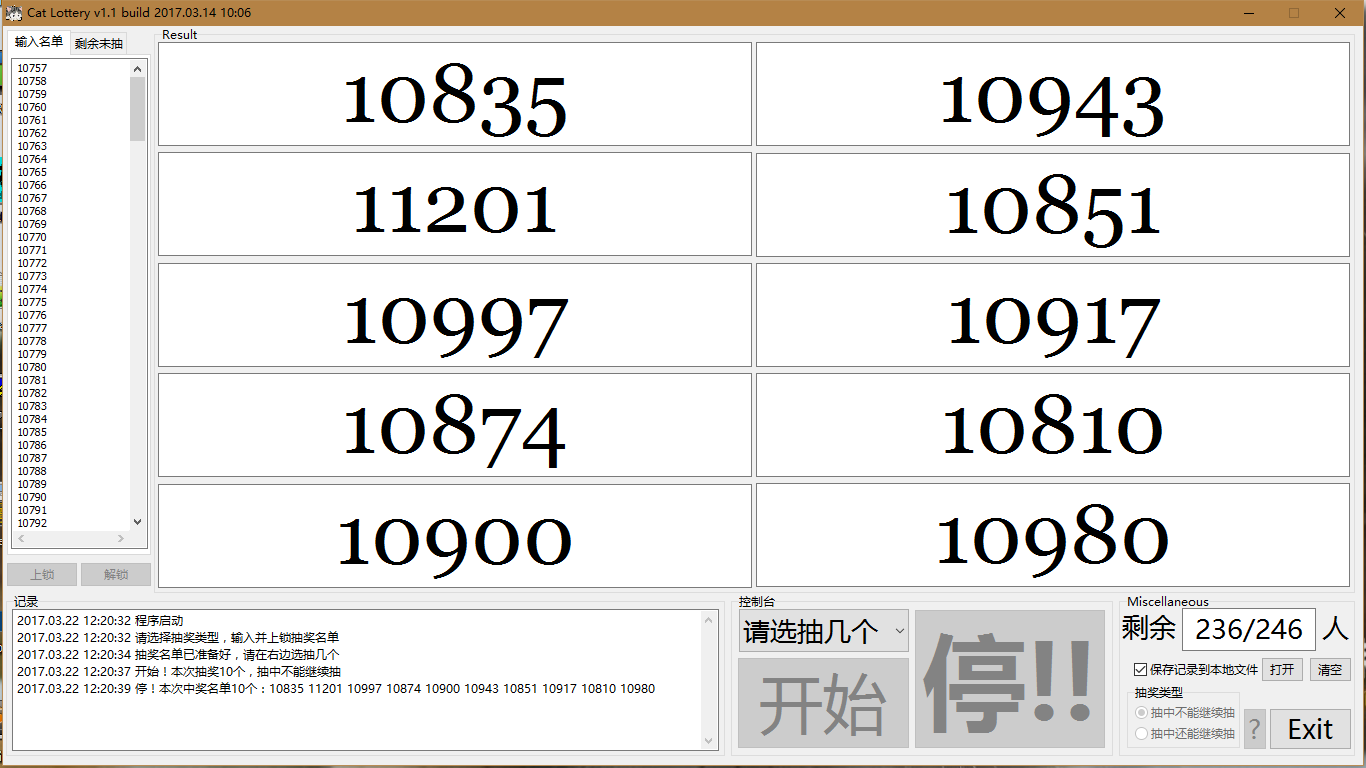 Cat Lottery v1.1 build 2017.03.14 10:06
输入名单 剩余未抽
10757
10758
10759
10760
10761
10762
10763
10764
10765
10766
10767
10768
10769
10770
10771
10772
10773
10774
10775
10776
10777
10778
10779
10780
10781
10782
10783
10784
10785
10786
10787
10788
10789
10790
10791
10792
上锁 解锁
Result
10835 10943
11201 10851
10997 10917
10874 10810
10900 10980
记录
2017.03.22 12:20:32 程序启动
2017.03.22 12:20:32 请选择抽奖类型，输入并上锁抽奖名单
2017.03.22 12:20:34 抽奖名单已准备好，请在右边选抽几个
2017.03.22 12:20:37 开始！本次抽奖10个，抽中不能继续抽
2017.03.22 12:20:39 停！本次中奖名单10个：10835 11201 10997 10874 10900 10943 10851 10917 10810 10980
控制台
请选抽几个
开始
停!!
Miscellaneous
剩余 236/246 人
保存记录到本地文件 打开 清空
抽奖类型
抽中不能继续抽
抽中还能继续抽
? Exit